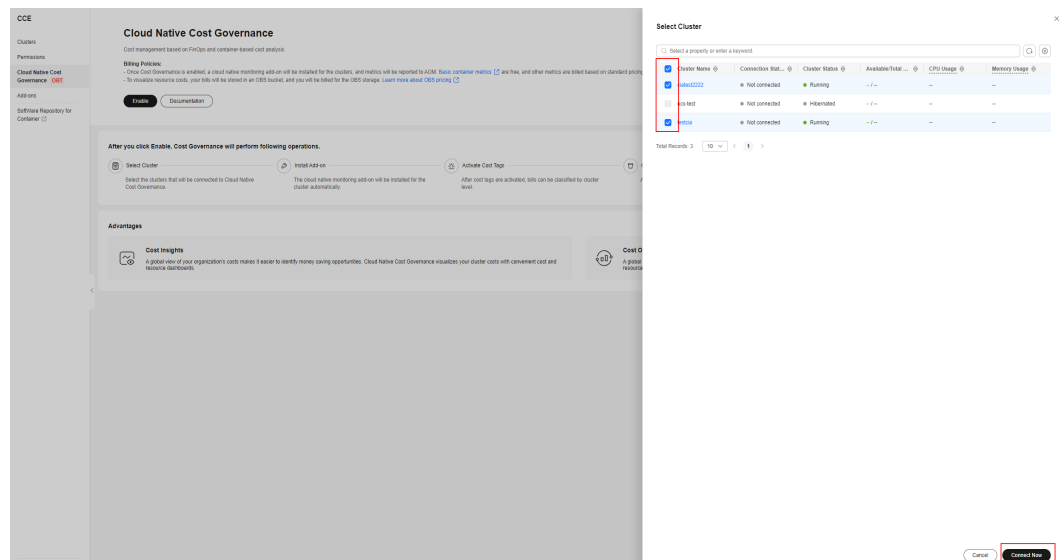 CCE
Clusters
Permissions
Cloud Native Cost
Governance OBT
Add-ons
SoftWare Repository for
Container
Cloud Native Cost Governance
Cost management based on FinOps and container-based cost analysis.
Billing Policies:
- Once Cost Governance is enabled, a cloud native monitoring add-on will be installed for the clusters, and metrics will be reported to AOM. Basic container metrics are free, and other metrics are billed based on standard pricing
- To visualize resource costs, your bills will be stored in an OBS bucket, and you will be billed for the OBS storage. Learn more about OBS pricing
Enable Documentation
After you click Enable, Cost Governance will perform following operations.
Select Cluster
Select the clusters that will be connected to Cloud Native
Cost Governance.
Install Add-on
The cloud native monitoring add-on will be installed for the
cluster automatically.
Activate Cost Tags
After cost tags are activated, bills can be classified by cluster
level.
Advantages
Cost Insights
A global view of your organization's costs makes it easier to identify money saving opportunities. Cloud Native Cost Governance visualizes your cluster costs with convenient cost and
resource dashboards.
Cost O
A global
resource
Select Cluster
Select a property or enter a keyword.
Cluster Name Connection Stat... Cluster Status Available/Total ... CPU Usage Memory Usage
Not connected Running -- / -- -- --
Not connected Hibernated -- / -- -- --
Not connected Running -- / -- -- --
Total Records: 3 10 < 1 >
Cancel Connect Now